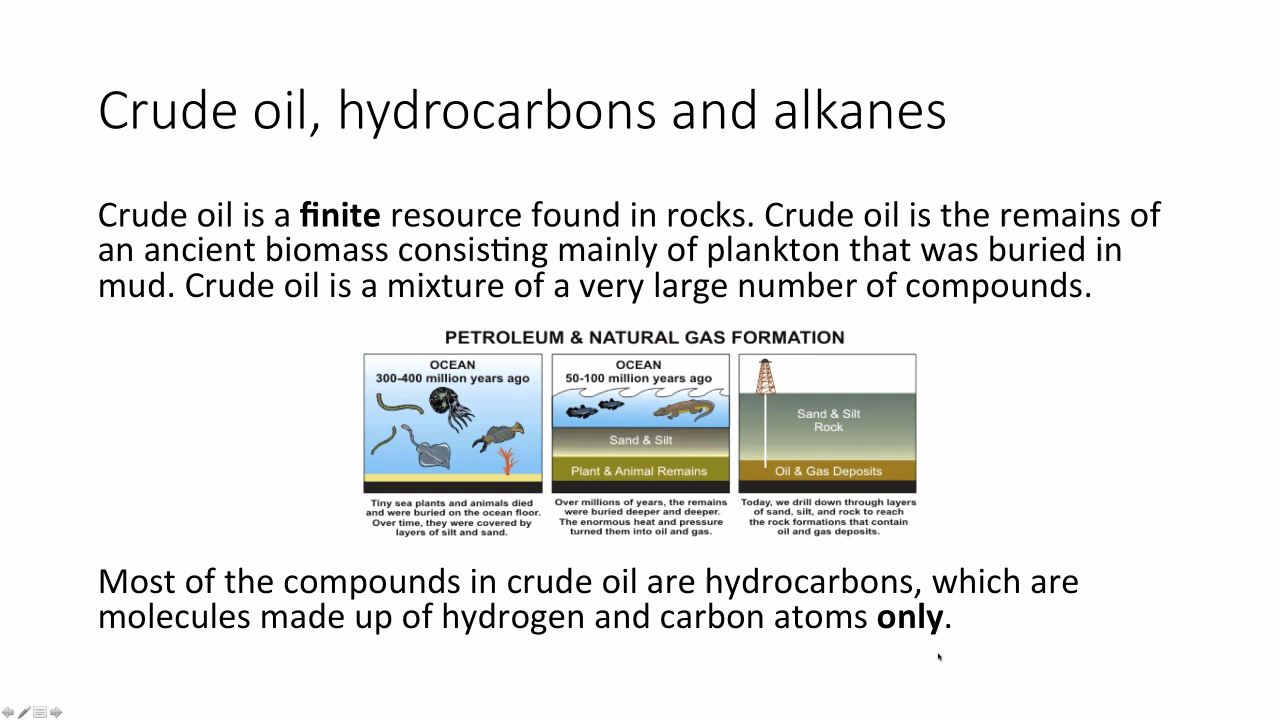 Crude oil, hydrocarbons and alkanes
Crude oil is a finite resource found in rocks. Crude oil is the remains of
an ancient biomass consisting mainly of plankton that was buried in
mud. Crude oil is a mixture of a very large number of compounds.
PETROLEUM & NATURAL GAS FORMATION
OCEAN
300-400 million years ago
Tiny sea plants and animals died
and were buried on the ocean floor.
Over time, they were covered by
layers of silt and sand.
OCEAN
50-100 million years ago
Sand & Silt
Plant & Animal Remains
Over millions of years, the remains
were buried deeper and deeper.
The enormous heat and pressure
turned them into oil and gas.
Sand & Silt
Rock
Oil & Gas Deposits
Today, we drill down through layers
of sand, silt, and rock to reach
the rock formations that contain
oil and gas deposits.
Most of the compounds in crude oil are hydrocarbons, which are
molecules made up of hydrogen and carbon atoms only.